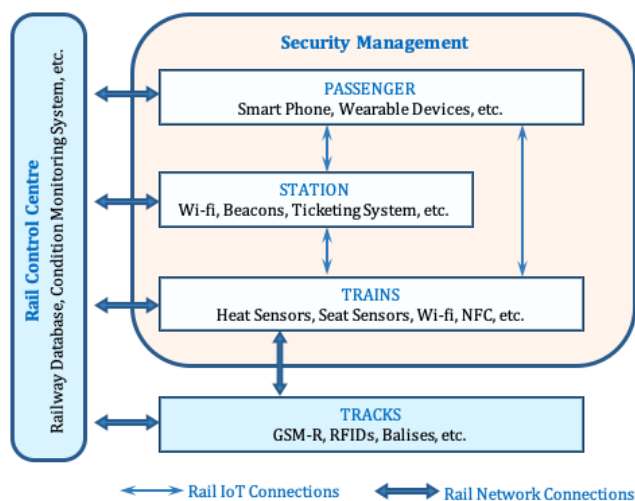 Rail Control Centre
Railway Database, Condition Monitoring System, etc.
Security Management
PASSENGER
Smart Phone, Wearable Devices, etc.
STATION
Wi-fi, Beacons, Ticketing System, etc.
TRAINS
Heat Sensors, Seat Sensors, Wi-fi, NFC, etc.
TRACKS
GSM-R, RFIDs, Balises, etc.
Rail IoT Connections
Rail Network Connections